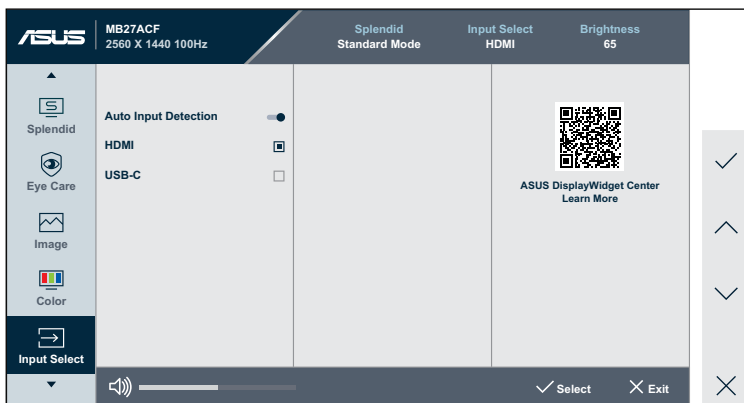 ASUS
MB27ACF
2560 X 1440 100Hz
Splendid
Standard Mode
Input Select
HDMI
Brightness
65
Splendid
Eye Care
Image
Color
Input Select
Auto Input Detection
HDMI
USB-C
ASUS DisplayWidget Center
Learn More
Select
Exit